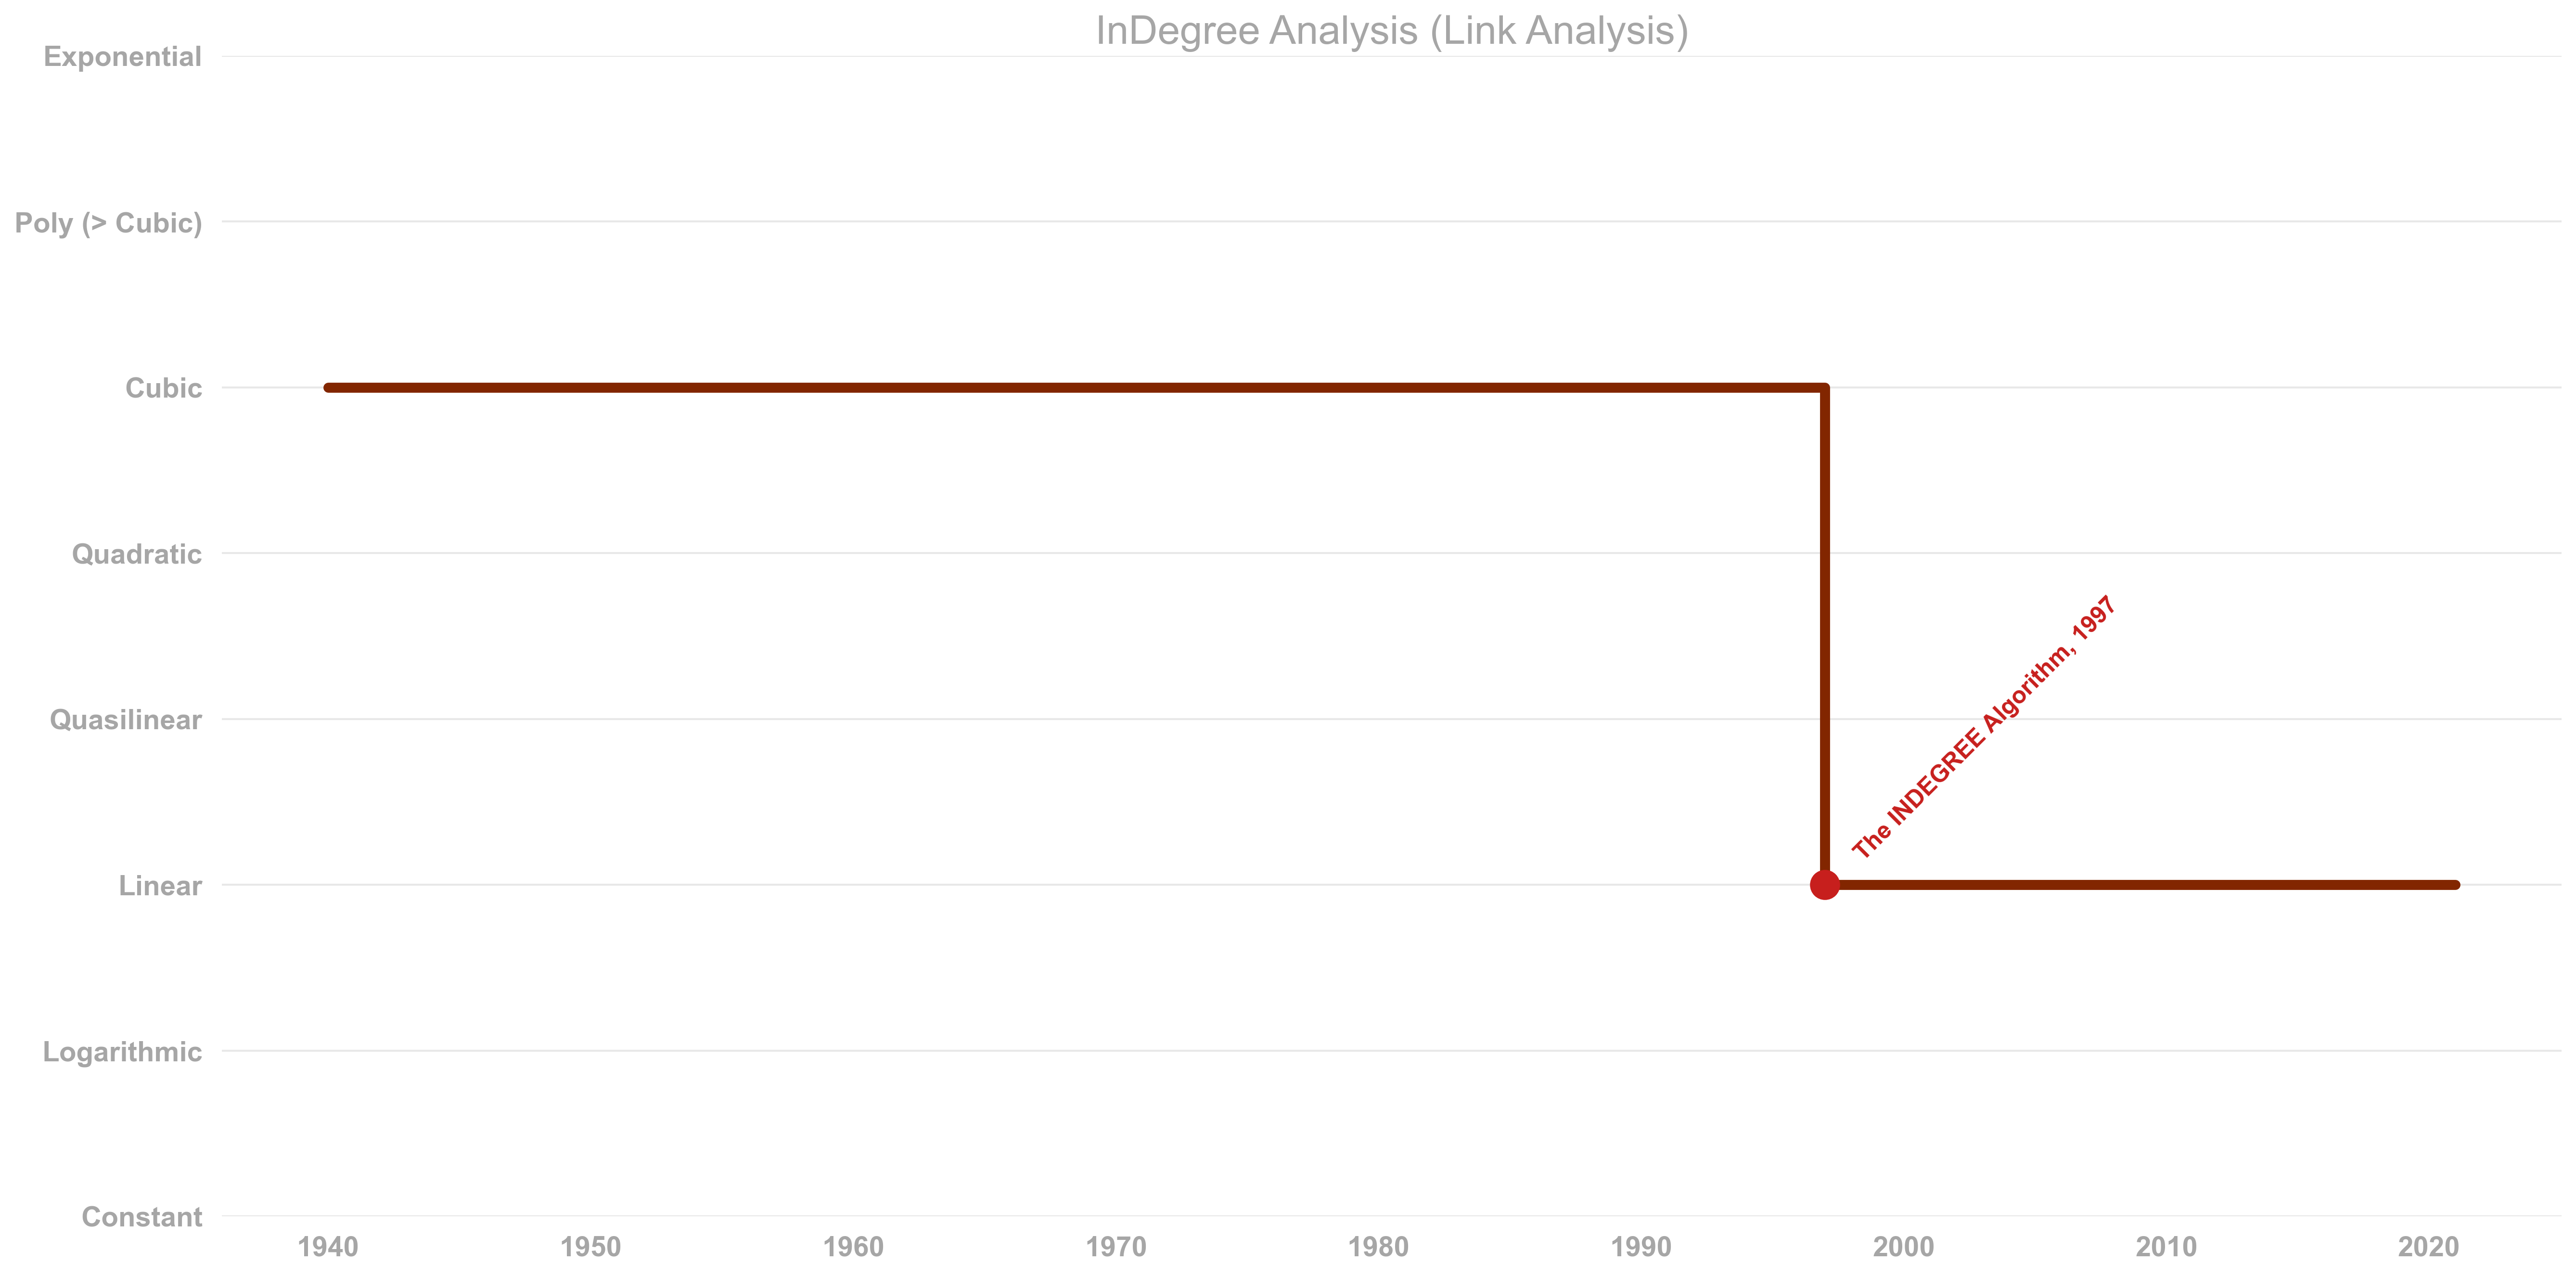 InDegree Analysis (Link Analysis)
Exponential
Poly (> Cubic)
Cubic
Quadratic
Quasilinear
Linear
Logarithmic
Constant
The INDEGREE Algorithm, 1997
1940 1950 1960 1970 1980 1990 2000 2010 2020